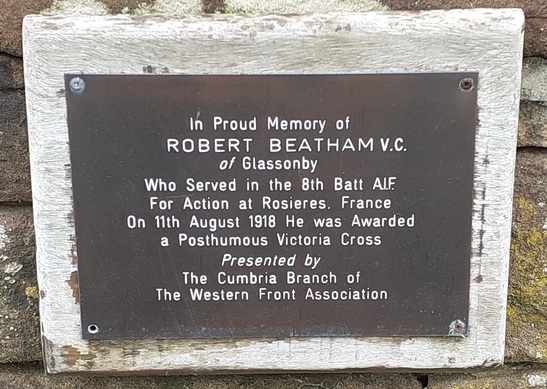 In Proud Memory of
ROBERT BEATHAM V.C.
of Glassonby
Who Served in the 8th Batt A.I.F.
For Action at Rosieres, France
On 11th August 1918 He was Awarded
a Posthumous Victoria Cross
Presented by
The Cumbria Branch of
The Western Front Association